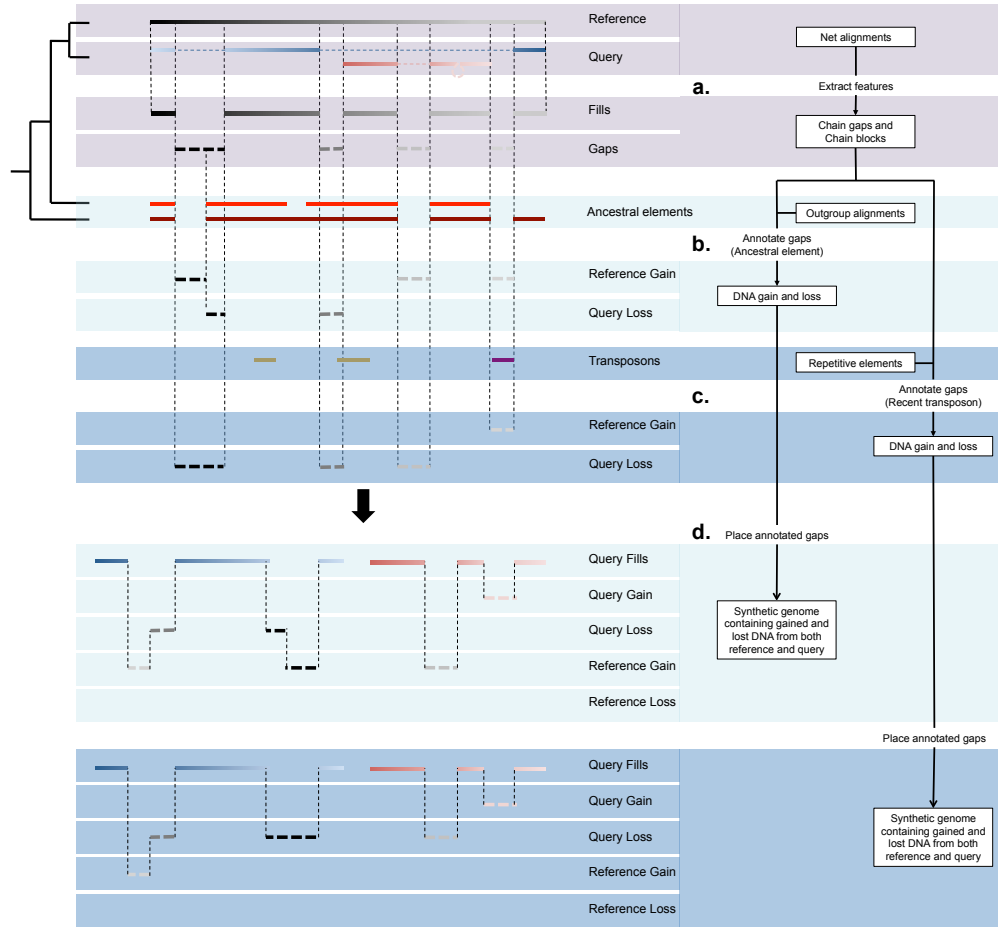 Reference
Query
Fills
Gaps
Ancestral elements
Reference Gain
Query Loss
Transposons
Reference Gain
Query Loss
Query Fills
Query Gain
Query Loss
Reference Gain
Reference Loss
Query Fills
Query Gain
Query Loss
Reference Gain
Reference Loss
Net alignments
a.
Extract features
Chain gaps and
Chain blocks
Outgroup alignments
b.
Annotate gaps
(Ancestral element)
DNA gain and loss
Repetitive elements
c.
Annotate gaps
(Recent transposon)
DNA gain and loss
d.
Place annotated gaps
Synthetic genome
containing gained and
lost DNA from both
reference and query
Place annotated gaps
Synthetic genome
containing gained and
lost DNA from both
reference and query